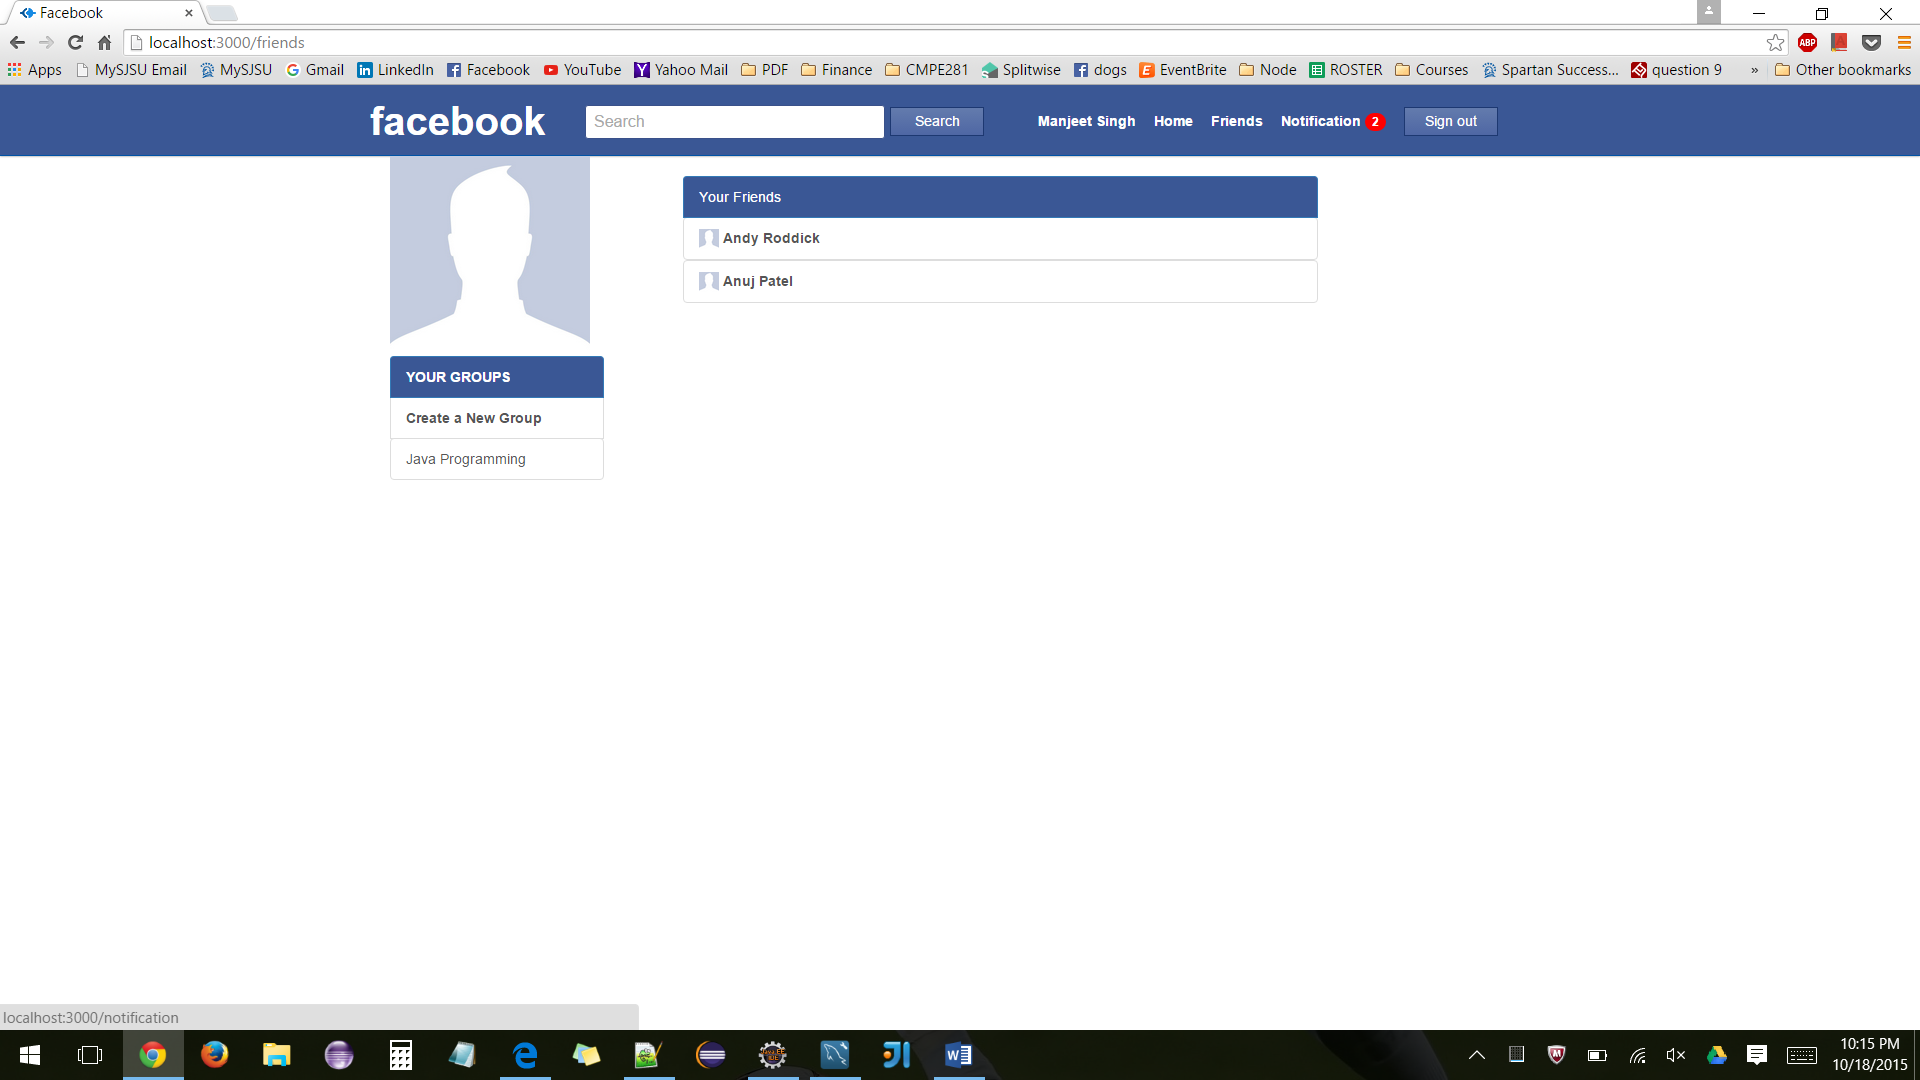 Facebook
localhost:3000/friends
ABP
Apps MySJSU Email MySJSU Gmail LinkedIn Facebook YouTube Yahoo Mail PDF Finance CMPE281 Splitwise dogs EventBrite Node ROSTER Courses Spartan Success... question 9 » Other bookmarks
facebook Search Search Manjeet Singh Home Friends Notification 2 Sign out
Your Friends
Andy Roddick
Anuj Patel
YOUR GROUPS
Create a New Group
Java Programming
localhost:3000/notification
10:15 PM
10/18/2015